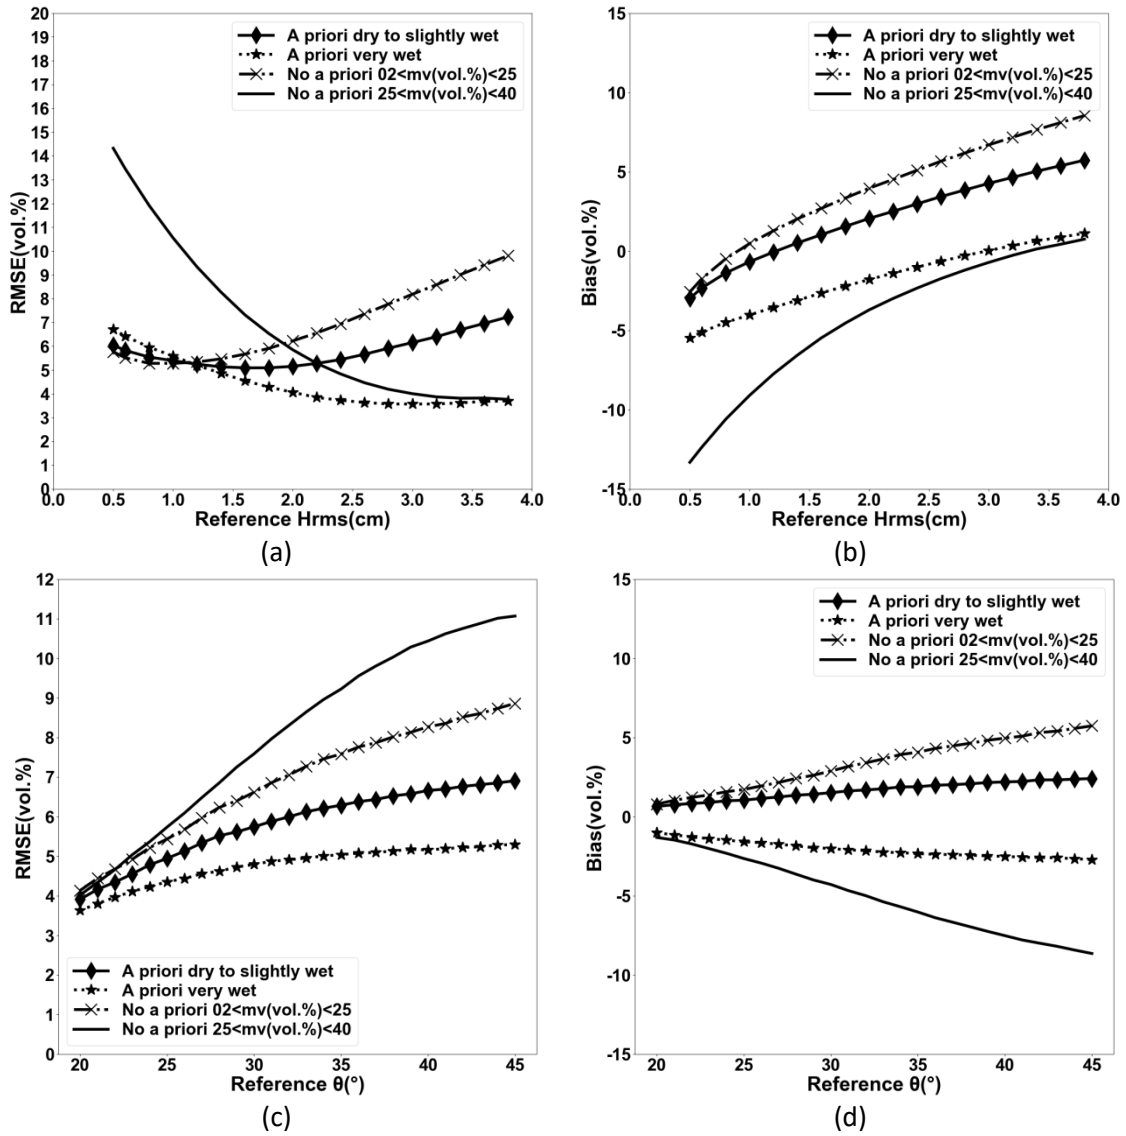 20
19
18
17
16
15
14
13
12
11
10
9
8
7
6
5
4
3
2
1
0
RMSE(vol.%)
A priori dry to slightly wet
A priori very wet
No a priori 02<mv(vol.%)<25
No a priori 25<mv(vol.%)<40
0.0 0.5 1.0 1.5 2.0 2.5 3.0 3.5 4.0
Reference Hrms(cm)
(a)
15
10
5
0
-5
-10
-15
Bias(vol.%)
A priori dry to slightly wet
A priori very wet
No a priori 02<mv(vol.%)<25
No a priori 25<mv(vol.%)<40
0.0 0.5 1.0 1.5 2.0 2.5 3.0 3.5 4.0
Reference Hrms(cm)
(b)
12
11
10
9
8
7
6
5
4
3
2
1
0
RMSE(vol.%)
A priori dry to slightly wet
A priori very wet
No a priori 02<mv(vol.%)<25
No a priori 25<mv(vol.%)<40
20 25 30 35 40 45
Reference θ(°)
(c)
15
10
5
0
-5
-10
-15
Bias(vol.%)
A priori dry to slightly wet
A priori very wet
No a priori 02<mv(vol.%)<25
No a priori 25<mv(vol.%)<40
20 25 30 35 40 45
Reference θ(°)
(d)